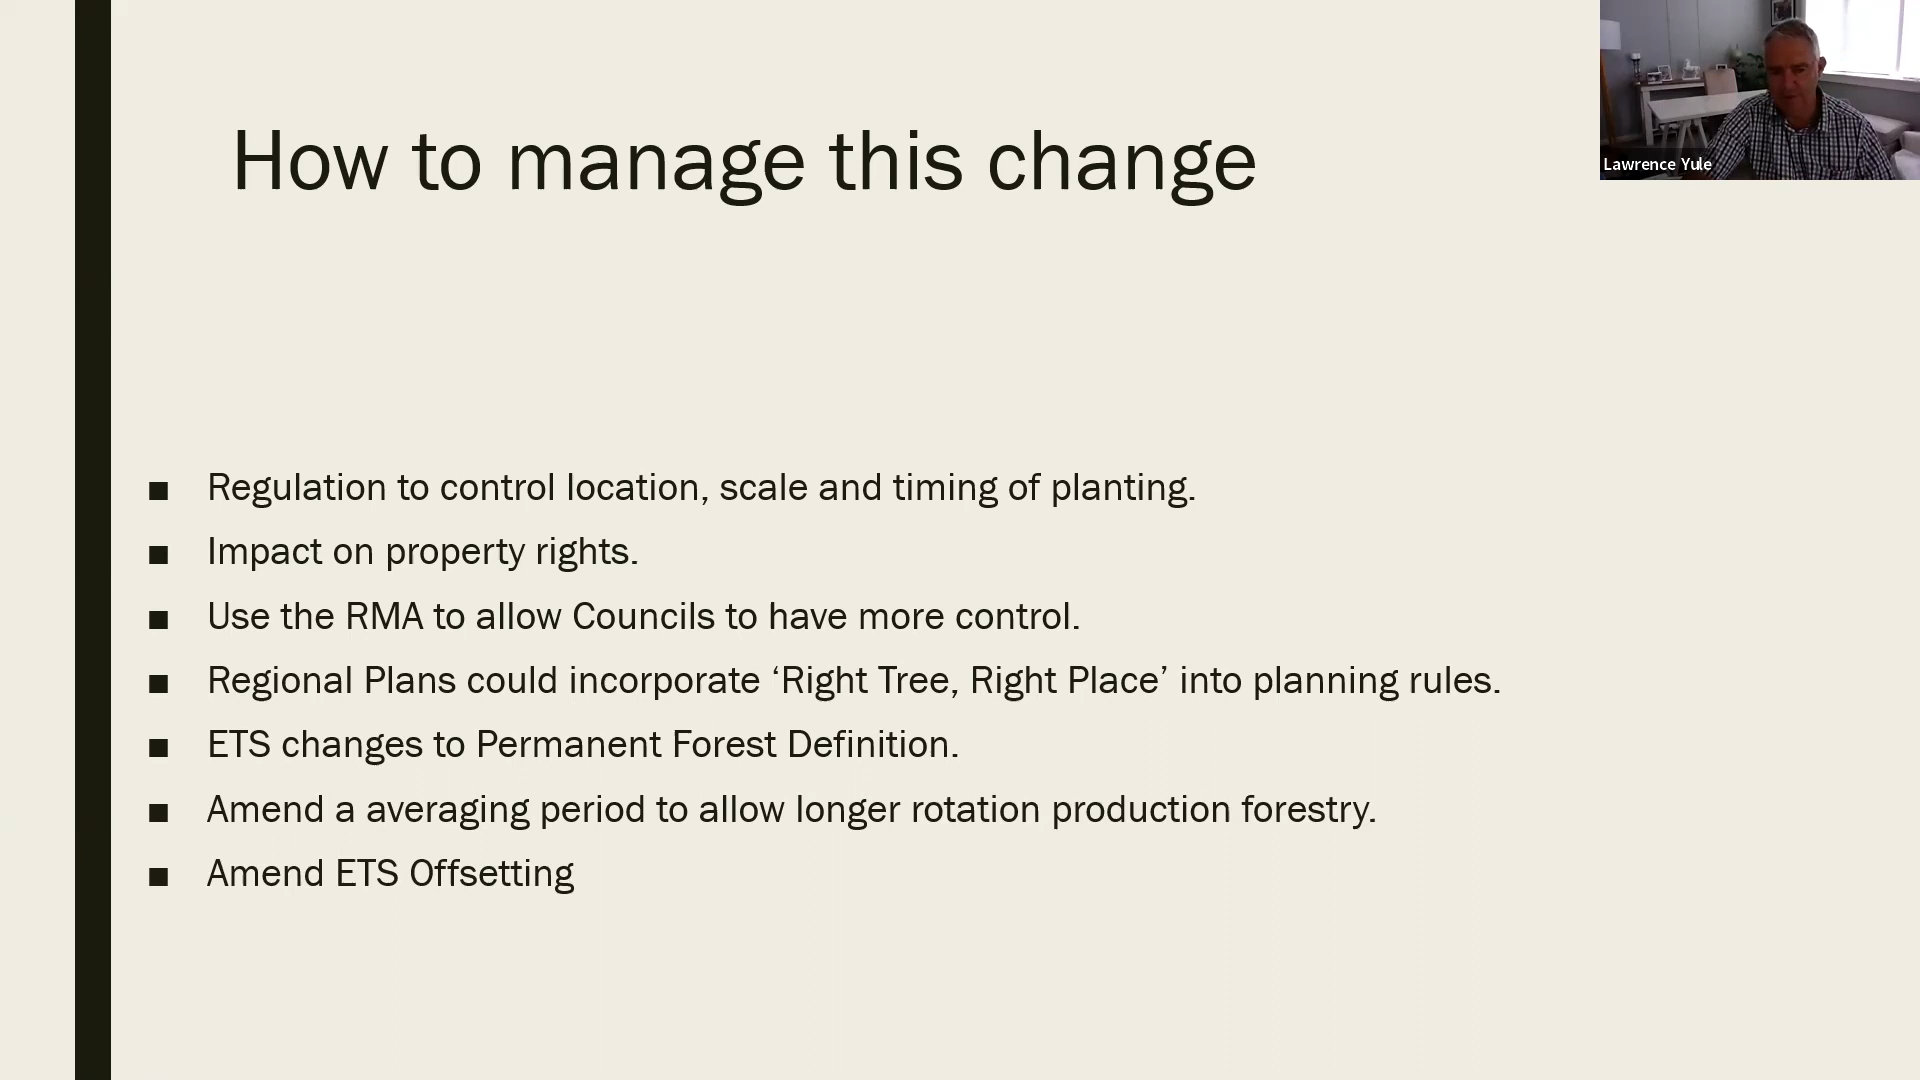 How to manage this change
Lawrence Yule
■ Regulation to control location, scale and timing of planting.
■ Impact on property rights.
■ Use the RMA to allow Councils to have more control.
■ Regional Plans could incorporate ‘Right Tree, Right Place’ into planning rules.
■ ETS changes to Permanent Forest Definition.
■ Amend a averaging period to allow longer rotation production forestry.
■ Amend ETS Offsetting